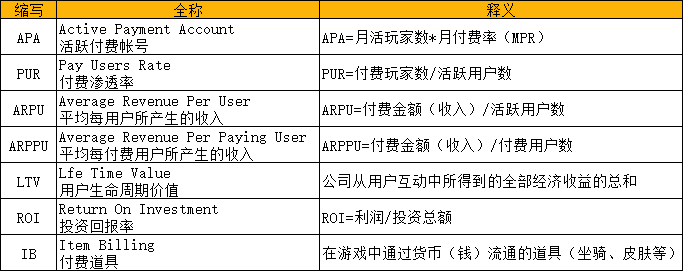 缩写 全称 释义
APA Active Payment Account
活跃付费帐号 APA=月活玩家数*月付费率（MPR）
PUR Pay Users Rate
付费渗透率 PUR=付费玩家数/活跃用户数
ARPU Average Revenue Per User
平均每用户所产生的收入 ARPU=付费金额（收入）/活跃用户数
ARPPU Average Revenue Per Paying User
平均每付费用户所产生的收入 ARPPU=付费金额（收入）/付费用户数
LTV Lfe Time Value
用户生命周期价值 公司从用户互动中所得到的全部经济收益的总和
ROI Return On Investment
投资回报率 ROI=利润/投资总额
IB Item Billing
付费道具 在游戏中通过货币（钱）流通的道具（坐骑、皮肤等）